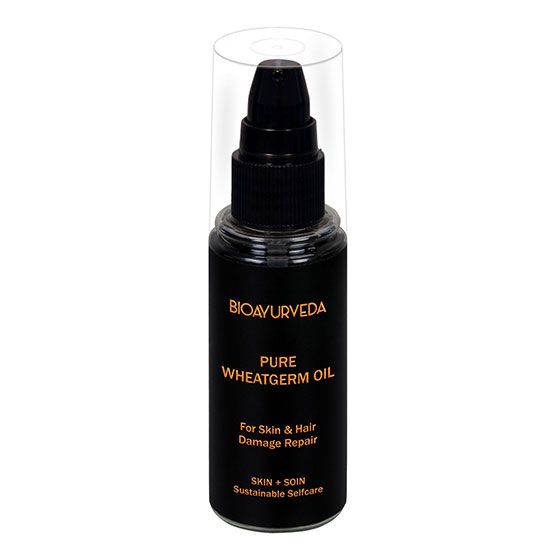 BIOAYURVEDA
PURE
WHEATGERM OIL
For Skin & Hair
Damage Repair
SKIN + SOIN
Sustainable Selfcare